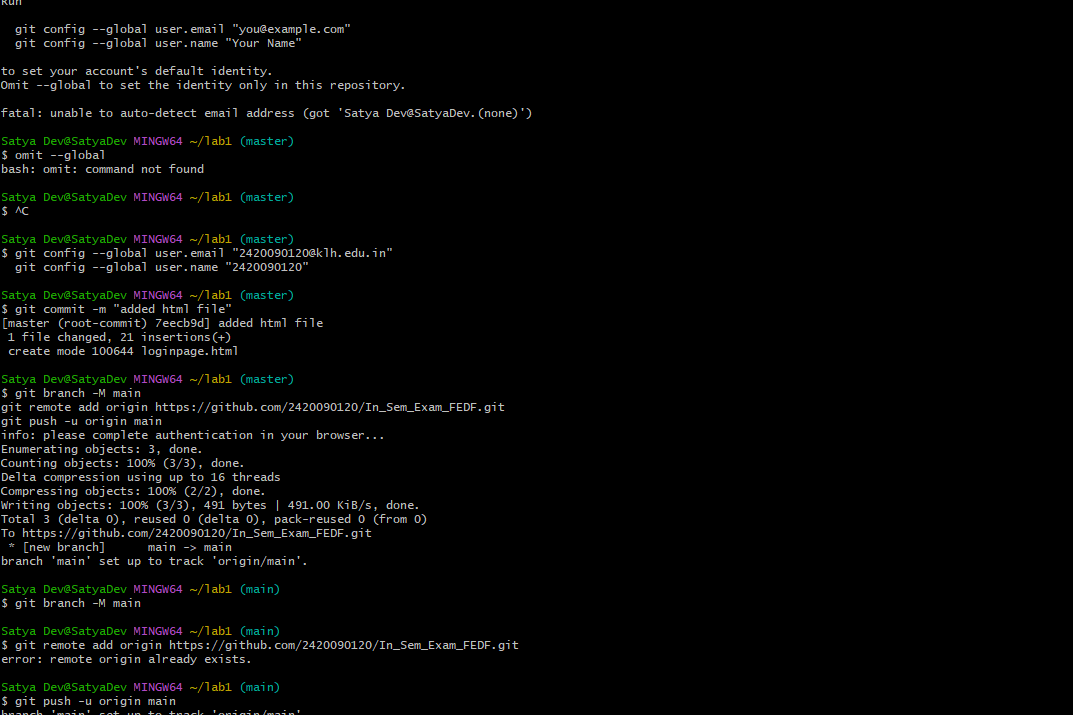 Run
  git config --global user.email "you@example.com"
  git config --global user.name "Your Name"
to set your account's default identity.
Omit --global to set the identity only in this repository.
fatal: unable to auto-detect email address (got 'Satya Dev@SatyaDev.(none)')
Satya Dev@SatyaDev MINGW64 ~/lab1 (master)
$ omit --global
bash: omit: command not found
Satya Dev@SatyaDev MINGW64 ~/lab1 (master)
$ ^C
Satya Dev@SatyaDev MINGW64 ~/lab1 (master)
$ git config --global user.email "2420090120@klh.edu.in"
  git config --global user.name "2420090120"
Satya Dev@SatyaDev MINGW64 ~/lab1 (master)
$ git commit -m "added html file"
[master (root-commit) 7eecb9d] added html file
 1 file changed, 21 insertions(+)
 create mode 100644 loginpage.html
Satya Dev@SatyaDev MINGW64 ~/lab1 (master)
$ git branch -M main
git remote add origin https://github.com/2420090120/In_Sem_Exam_FEDF.git
git push -u origin main
info: please complete authentication in your browser...
Enumerating objects: 3, done.
Counting objects: 100% (3/3), done.
Delta compression using up to 16 threads
Compressing objects: 100% (2/2), done.
Writing objects: 100% (3/3), 491 bytes | 491.00 KiB/s, done.
Total 3 (delta 0), reused 0 (delta 0), pack-reused 0 (from 0)
To https://github.com/2420090120/In_Sem_Exam_FEDF.git
 * [new branch]      main -> main
branch 'main' set up to track 'origin/main'.
Satya Dev@SatyaDev MINGW64 ~/lab1 (main)
$ git branch -M main
Satya Dev@SatyaDev MINGW64 ~/lab1 (main)
$ git remote add origin https://github.com/2420090120/In_Sem_Exam_FEDF.git
error: remote origin already exists.
Satya Dev@SatyaDev MINGW64 ~/lab1 (main)
$ git push -u origin main
branch 'main' set up to track 'origin/main'.